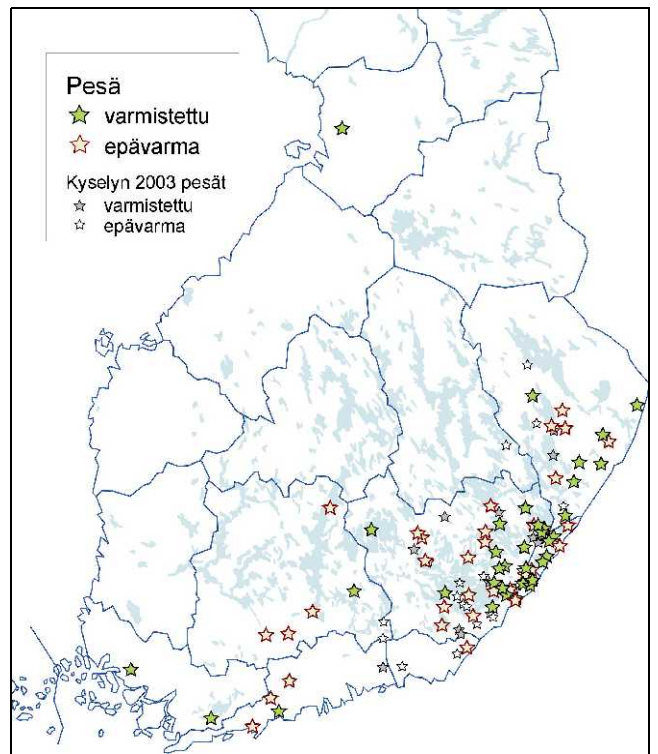 Pesä
varmistettu
epävarma
Kyselyn 2003 pesät
varmistettu
epävarma